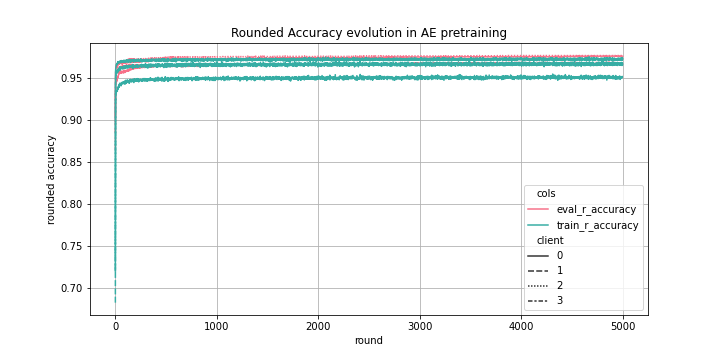 Rounded Accuracy evolution in AE pretraining
rounded accuracy
0.95
0.90
0.85
0.80
0.75
0.70
cols
eval_r_accuracy
train_r_accuracy
client
0
1
2
3
0 1000 2000 3000 4000 5000
round